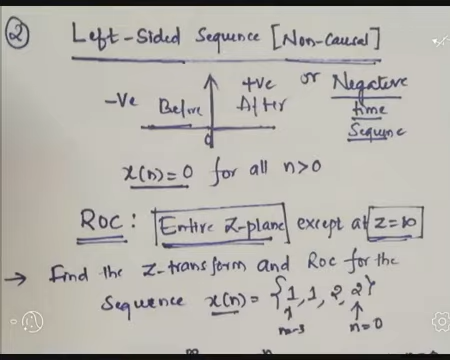 ② Left-Sided Sequence [Non-Causal]
-Ve Before +Ve After or Negative
time
Sequence
0
x(n)=0 for all n>0
ROC: Entire Z-plane except at z=∞
→ Find the Z-transform and ROC for the
Sequence x(n) = {1, 1, 2, 2}
n=-3 n=0